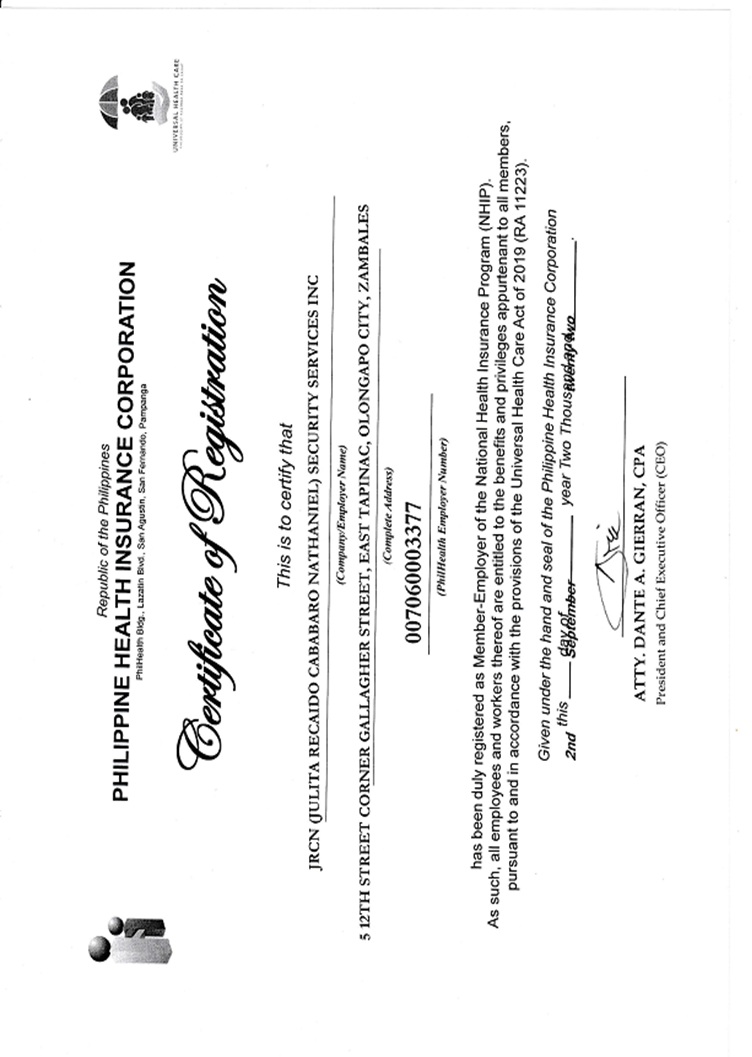 Republic of the Philippines
PHILIPPINE HEALTH INSURANCE CORPORATION
PhilHealth Bldg., Lazatin Blvd., San Agustin, San Fernando, Pampanga
UNIVERSAL HEALTH CARE
Certificate of Registration
This is to certify that
JRCN (JULITA RECAIDO CABABARO NATHANIEL) SECURITY SERVICES INC
(Company/Employer Name)
5 12TH STREET CORNER GALLAGHER STREET, EAST TAPINAC, OLONGAPO CITY, ZAMBALES
(Complete Address)
007060003377
(PhilHealth Employer Number)
has been duly registered as Member-Employer of the National Health Insurance Program (NHIP).
As such, all employees and workers thereof are entitled to the benefits and privileges appurtenant to all members,
pursuant to and in accordance with the provisions of the Universal Health Care Act of 2019 (RA 11223).
Given under the hand and seal of the Philippine Health Insurance Corporation
this 2nd day of September year Two Thousand and twenty two.
ATTY. DANTE A. GIERRAN, CPA
President and Chief Executive Officer (CEO)